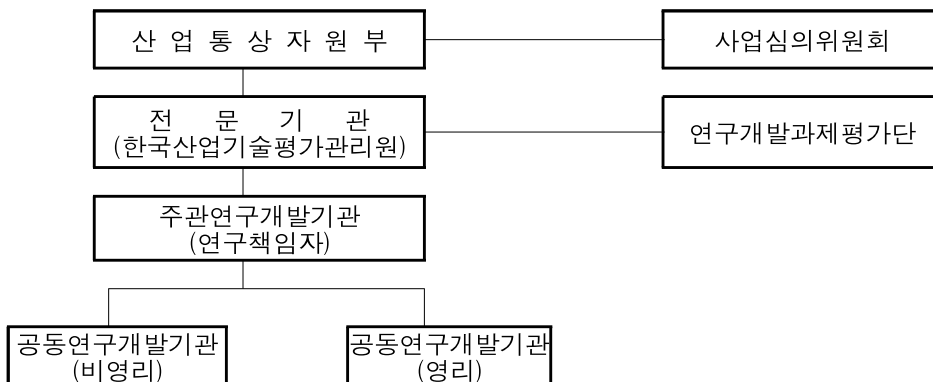 산 업 통 상 자 원 부
사업심의위원회
전 문 기 관
(한국산업기술평가관리원)
연구개발과제평가단
주관연구개발기관
(연구책임자)
공동연구개발기관
(비영리)
공동연구개발기관
(영리)